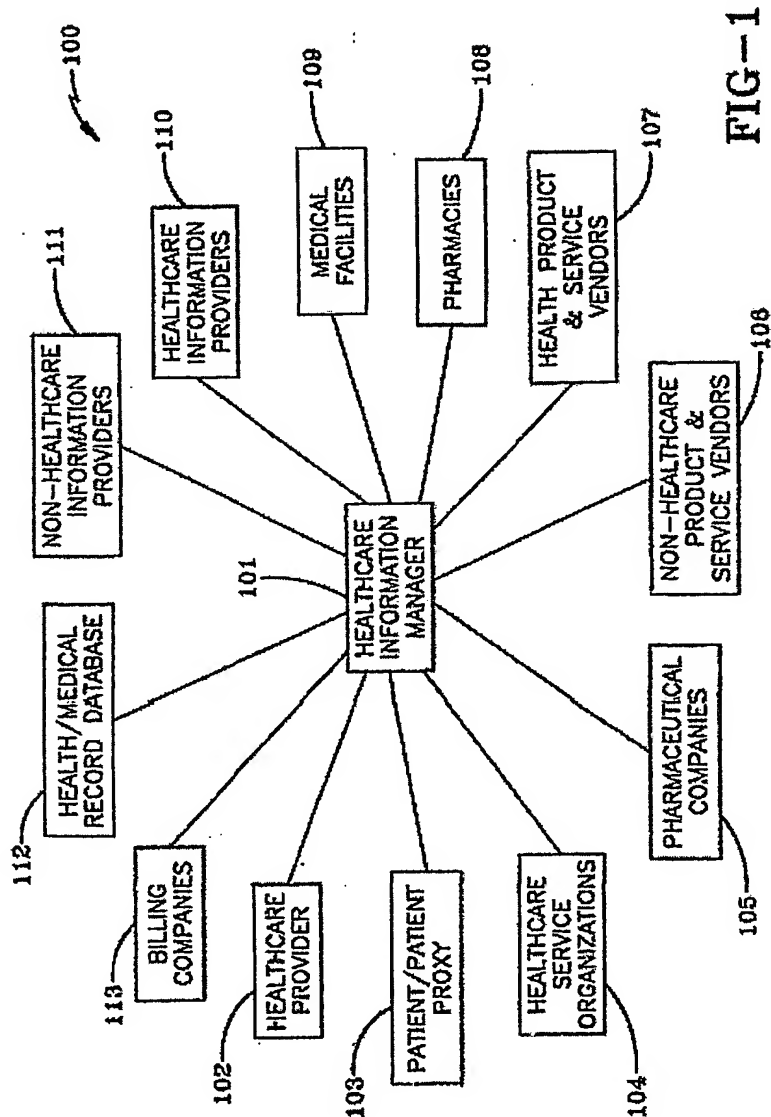 100
111
NON-HEALTHCARE
INFORMATION
PROVIDERS
110
HEALTHCARE
INFORMATION
PROVIDERS
109
MEDICAL
FACILITIES
108
PHARMACIES
107
HEALTH PRODUCT
& SERVICE
VENDORS
106
NON-HEALTHCARE
PRODUCT &
SERVICE VENDORS
105
PHARMACEUTICAL
COMPANIES
104
HEALTHCARE
SERVICE
ORGANIZATIONS
103
PATIENT/PATIENT
PROXY
102
HEALTHCARE
PROVIDER
113
BILLING
COMPANIES
112
HEALTH/MEDICAL
RECORD DATABASE
101
HEALTHCARE
INFORMATION
MANAGER
FIG-1